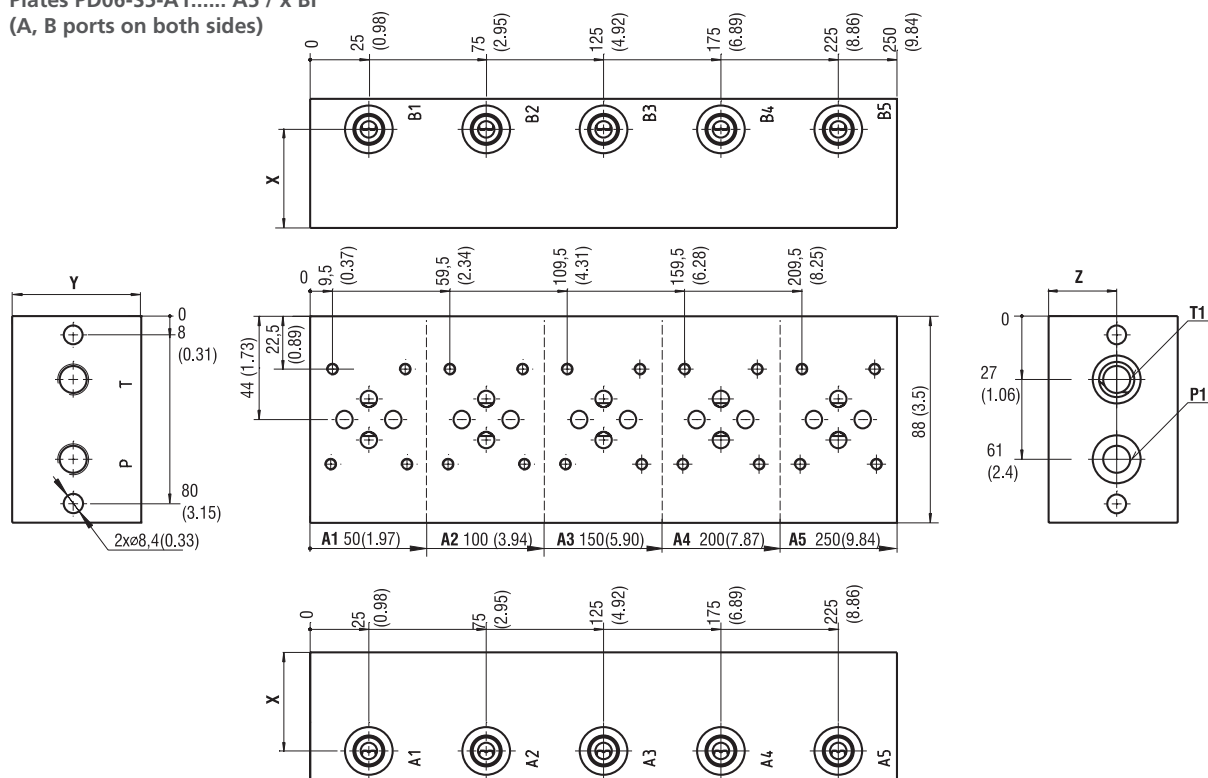 Plates PD06-S5-A1...... A5 / x BI
(A, B ports on both sides)
0
25
(0.98)
75
(2.95)
125
(4.92)
175
(6.89)
225
(8.86)
250
(9.84)
B1
B2
B3
B4
B5
X
0
9,5
(0.37)
59,5
(2.34)
109,5
(4.31)
159,5
(6.28)
209,5
(8.25)
Y
0
8
(0.31)
T
P
80
(3.15)
2xø8,4(0.33)
44 (1.73)
22,5
(0.89)
88 (3.5)
A1 50(1.97)
A2 100 (3.94)
A3 150(5.90)
A4 200(7.87)
A5 250(9.84)
Z
0
27
(1.06)
61
(2.4)
T1
P1
0
25
(0.98)
75
(2.95)
125
(4.92)
175
(6.89)
225
(8.86)
X
A1
A2
A3
A4
A5